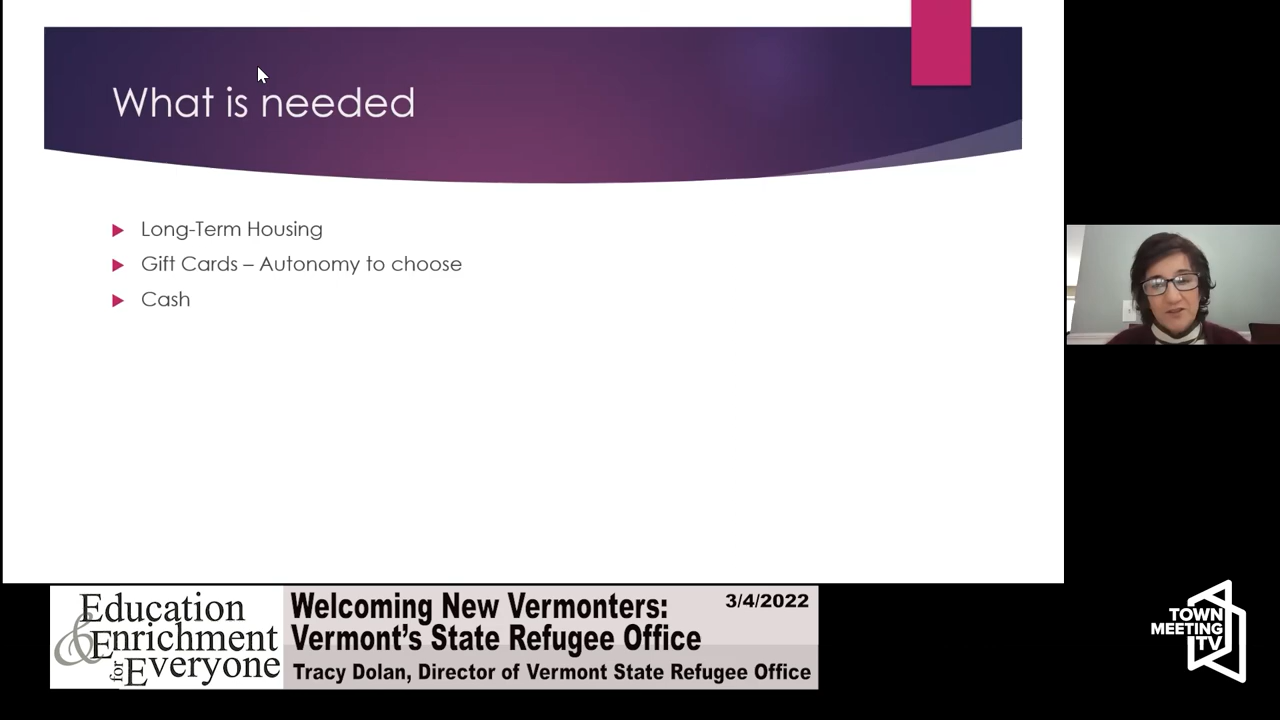 What is needed
Long-Term Housing
Gift Cards – Autonomy to choose
Cash
Education
& Enrichment
for Everyone
Welcoming New Vermonters:
3/4/2022
Vermont's State Refugee Office
Tracy Dolan, Director of Vermont State Refugee Office
TOWN
MEETING
TV